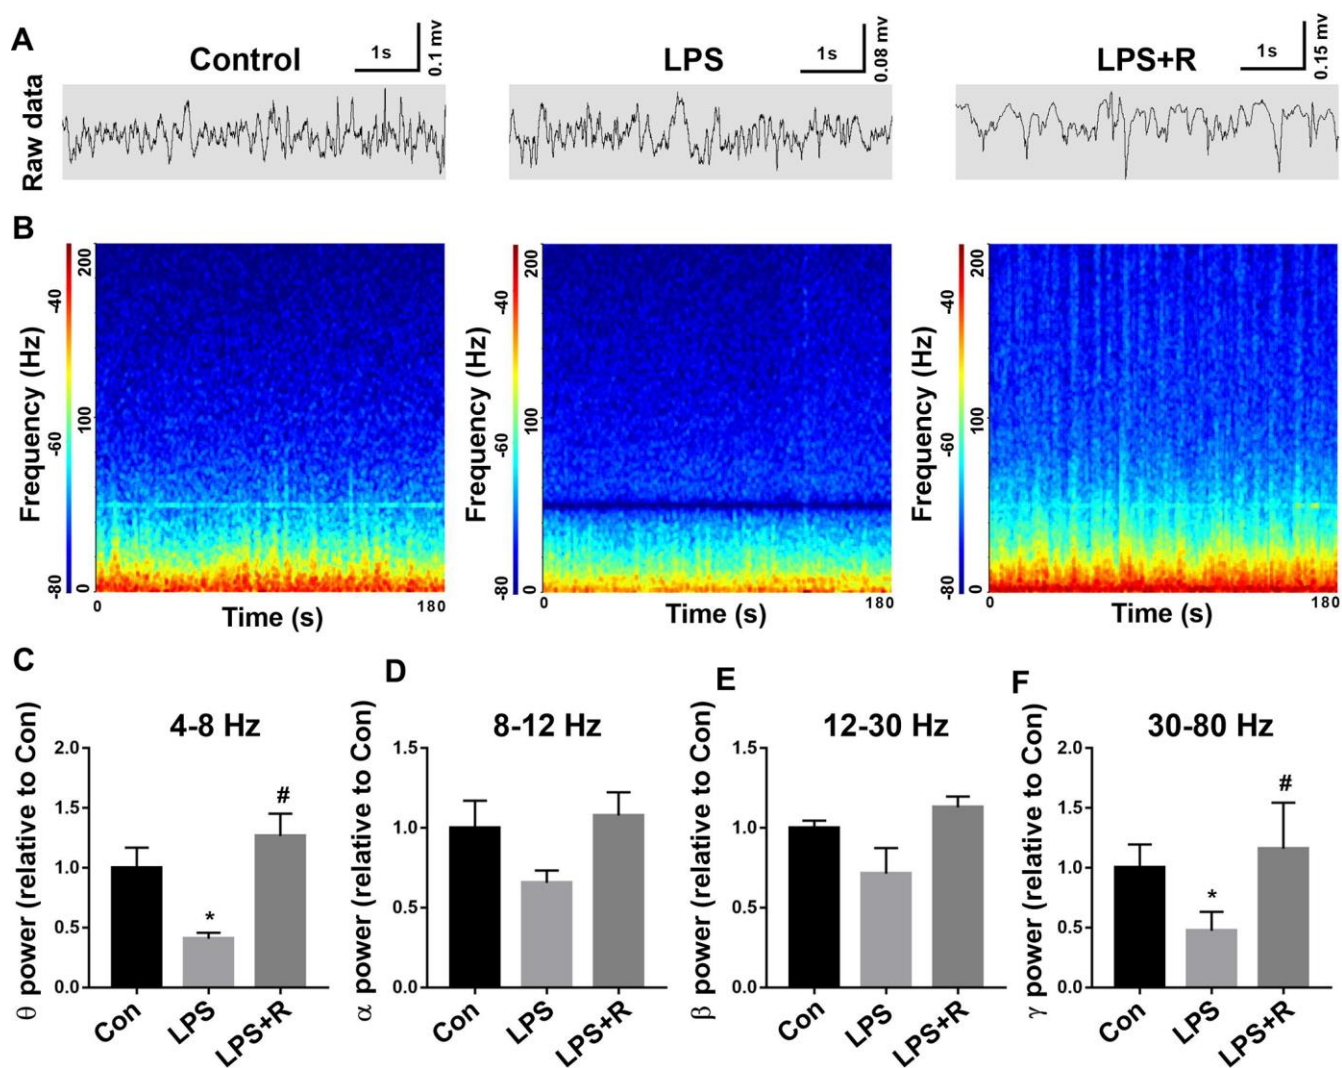 A
Raw data
Control
1s
0.1 mv
LPS
1s
0.08 mv
LPS+R
1s
0.15 mv
B
-80 -60 -40
Frequency (Hz)
0 100 200
0 180
Time (s)
-80 -60 -40
Frequency (Hz)
0 100 200
0 180
Time (s)
-80 -60 -40
Frequency (Hz)
0 100 200
0 180
Time (s)
C
4-8 Hz
θ power (relative to Con)
2.0
1.5
1.0
0.5
0.0
*
#
Con LPS LPS+R
D
8-12 Hz
α power (relative to Con)
1.5
1.0
0.5
0.0
Con LPS LPS+R
E
12-30 Hz
β power (relative to Con)
1.5
1.0
0.5
0.0
Con LPS LPS+R
F
30-80 Hz
γ power (relative to Con)
2.0
1.5
1.0
0.5
0.0
*
#
Con LPS LPS+R